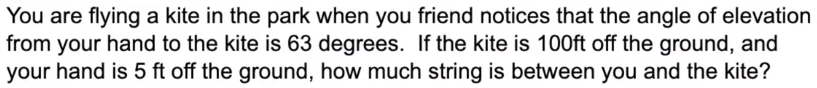 You are flying a kite in the park when you friend notices that the angle of elevation
from your hand to the kite is 63 degrees.  If the kite is 100ft off the ground, and
your hand is 5 ft off the ground, how much string is between you and the kite?